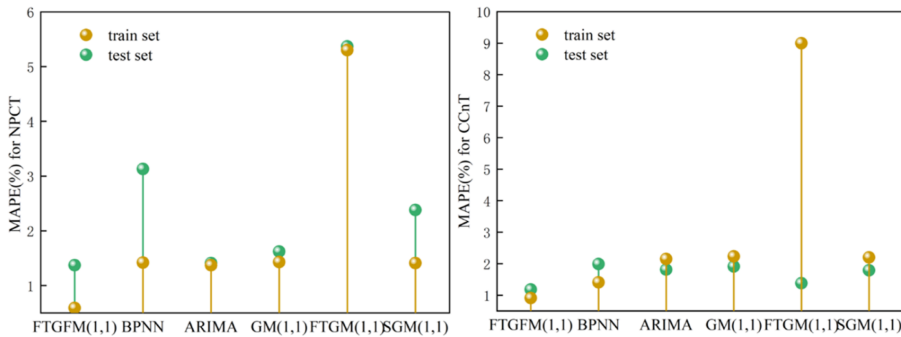 MAPE(%) for NPCT
6
5
4
3
2
1
train set
test set
FTGFM(1,1) BPNN ARIMA GM(1,1) FTGM(1,1) SGM(1,1)
MAPE(%) for CCnT
10
9
8
7
6
5
4
3
2
1
train set
test set
FTGFM(1,1) BPNN ARIMA GM(1,1) FTGM(1,1) SGM(1,1)